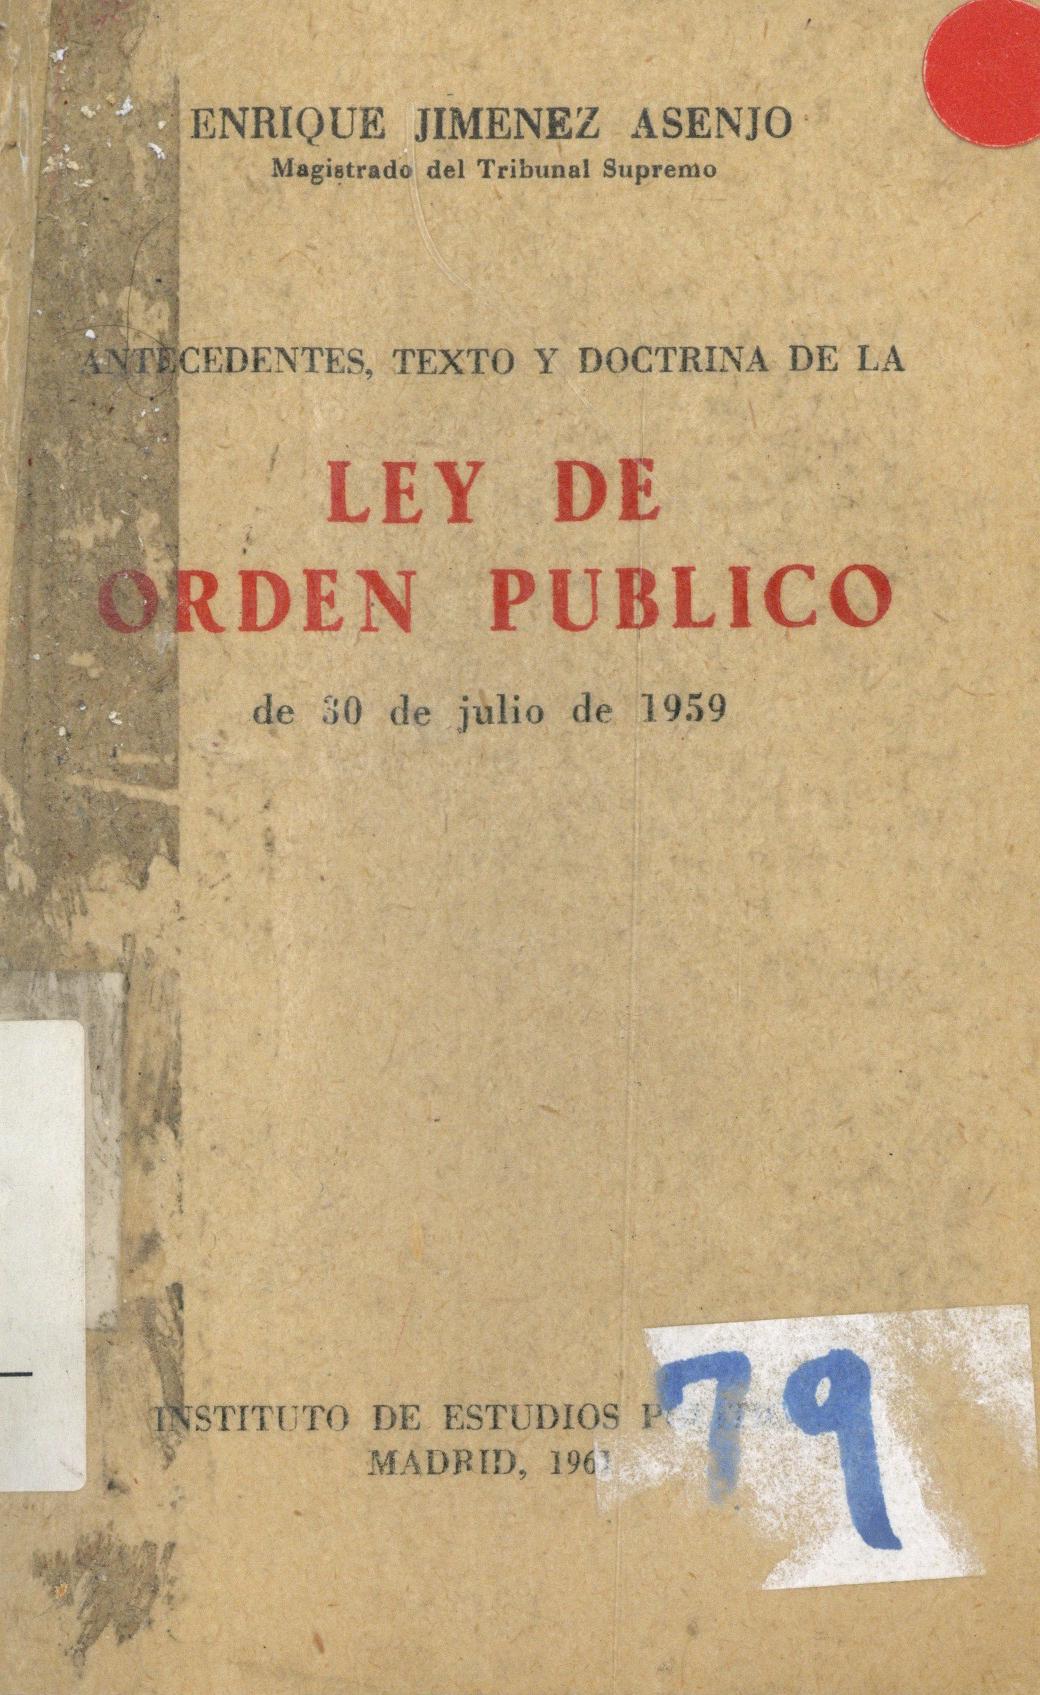 ENRIQUE JIMENEZ ASENJO
Magistrado del Tribunal Supremo
ANTECEDENTES, TEXTO Y DOCTRINA DE LA
LEY DE
ORDEN PUBLICO
de 30 de julio de 1959
INSTITUTO DE ESTUDIOS
MADRID, 1961
79